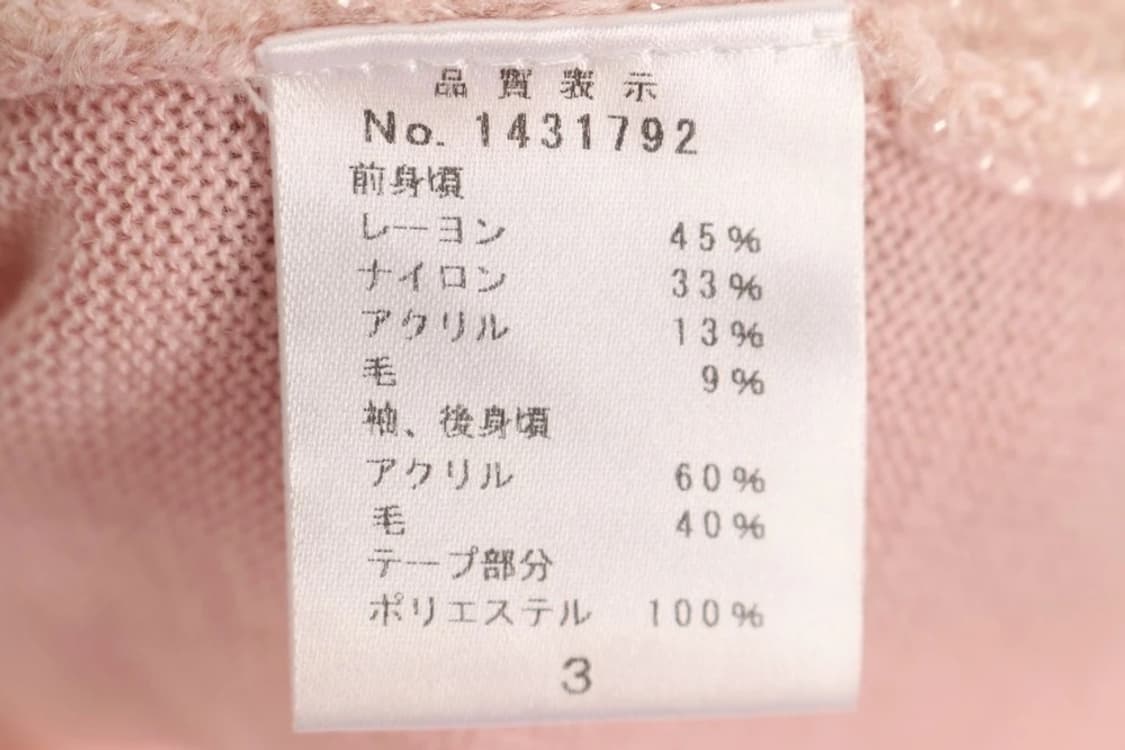 品質表示
No. 1431792
前身頃
レーヨン 45%
ナイロン 33%
アクリル 13%
毛 9%
袖、後身頃
アクリル 60%
毛 40%
テープ部分
ポリエステル 100%
3